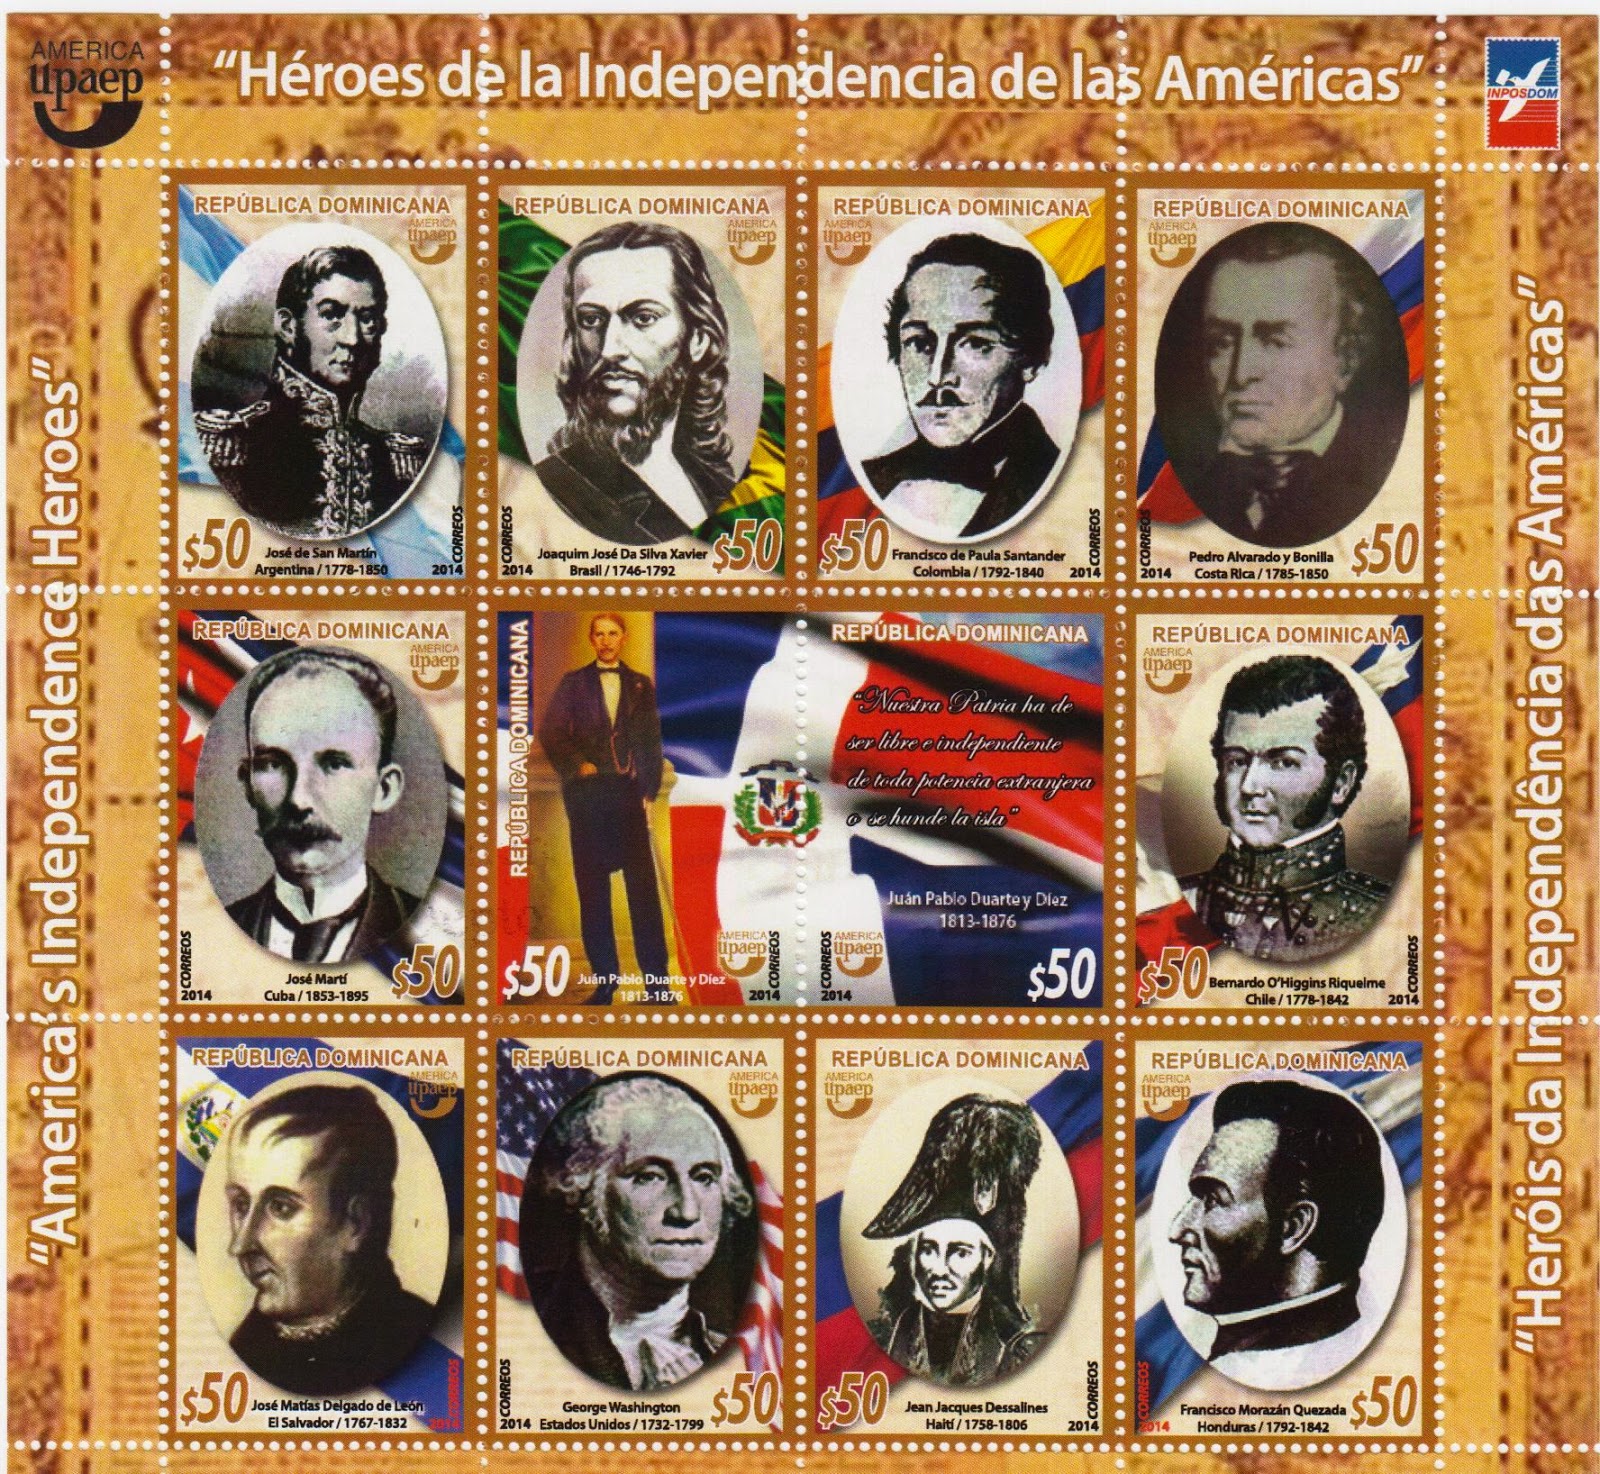 AMERICA
upaep
"Héroes de la Independencia de las Américas"
INPOSDOM
"America's Independence Heroes"
"Heróis da Independência das Américas"
REPÚBLICA DOMINICANA
AMERICA
upaep
$50
José de San Martín
Argentina / 1778-1850
2014
CORREOS
REPÚBLICA DOMINICANA
AMERICA
upaep
CORREOS
2014
Joaquim José Da Silva Xavier
Brasil / 1746-1792
$50
REPÚBLICA DOMINICANA
AMERICA
upaep
$50
Francisco de Paula Santander
Colombia / 1792-1840
2014
CORREOS
REPÚBLICA DOMINICANA
AMERICA
upaep
CORREOS
2014
Pedro Alvarado y Bonilla
Costa Rica / 1785-1850
$50
REPÚBLICA DOMINICANA
AMERICA
upaep
CORREOS
2014
José Martí
Cuba / 1853-1895
$50
REPÚBLICA DOMINICANA
$50
Juán Pablo Duarte y Díez
1813-1876
AMERICA
upaep
2014
CORREOS
REPÚBLICA DOMINICANA
"Nuestra Patria ha de
ser libre e independiente
de toda potencia extranjera
o se hunde la isla"
Juán Pablo Duarte y Díez
1813-1876
AMERICA
upaep
CORREOS
2014
$50
REPÚBLICA DOMINICANA
AMERICA
upaep
$50
Bernardo O'Higgins Riquelme
Chile / 1778-1842
2014
CORREOS
REPÚBLICA DOMINICANA
AMERICA
upaep
$50
José Matías Delgado de León
El Salvador / 1767-1832
2014
CORREOS
REPÚBLICA DOMINICANA
AMERICA
upaep
CORREOS
2014
George Washington
Estados Unidos / 1732-1799
$50
REPÚBLICA DOMINICANA
AMERICA
upaep
$50
Jean Jacques Dessalines
Haití / 1758-1806
2014
CORREOS
REPÚBLICA DOMINICANA
AMERICA
upaep
CORREOS
2014
Francisco Morazán Quezada
Honduras / 1792-1842
$50